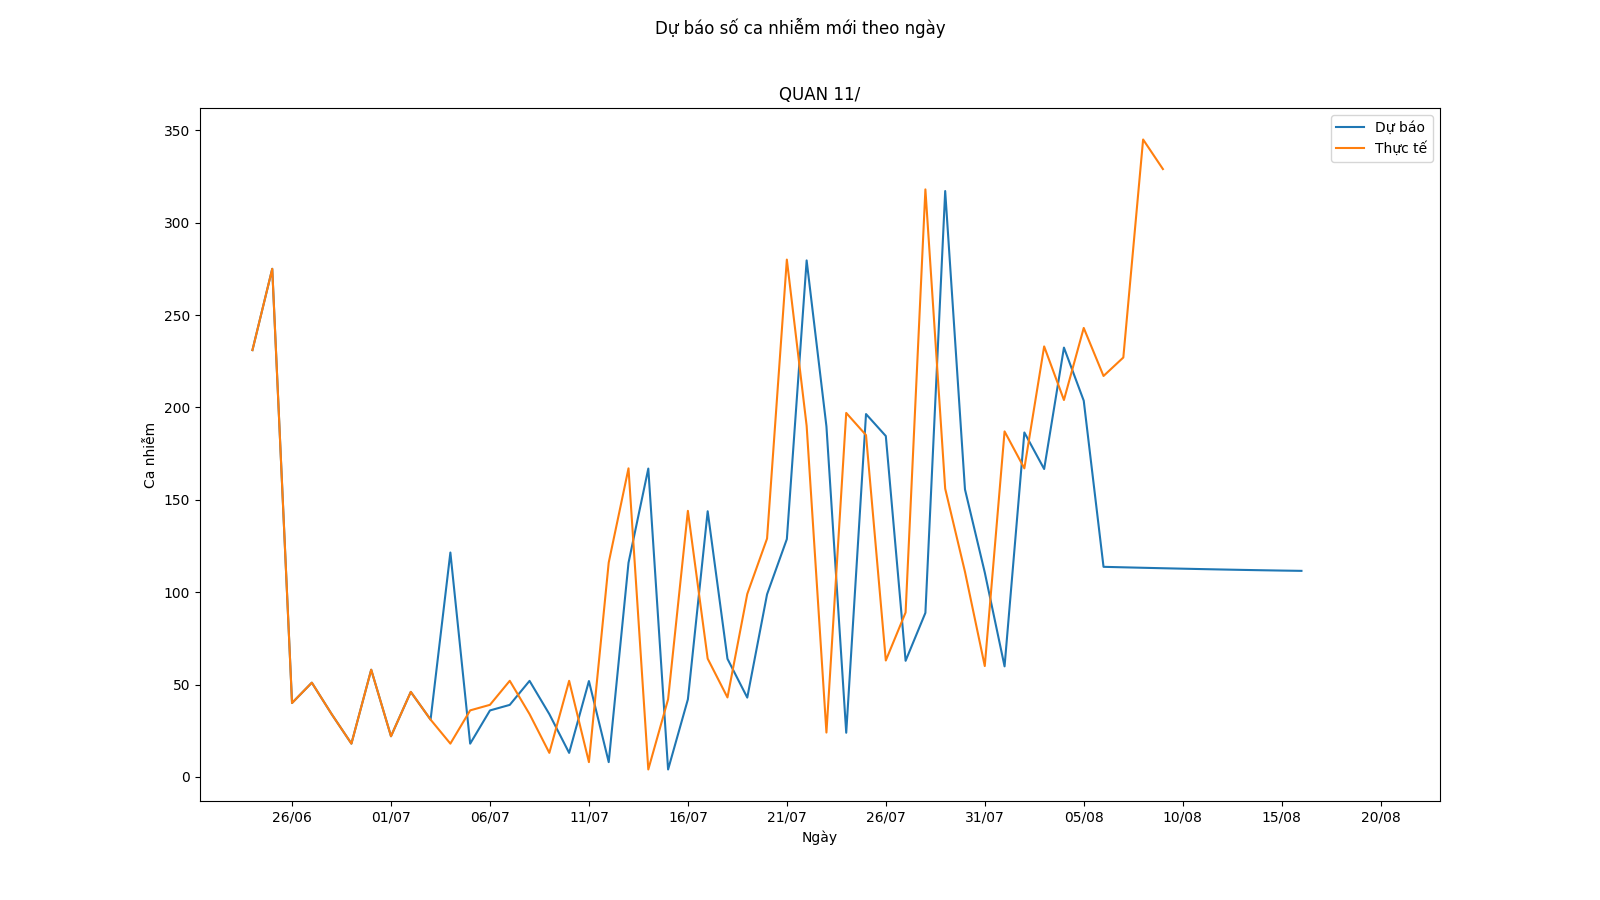 Dự báo số ca nhiễm mới theo ngày
QUAN 11/
Dự báo
Thực tế
350
300
250
200
150
100
50
0
Ca nhiễm
26/06 01/07 06/07 11/07 16/07 21/07 26/07 31/07 05/08 10/08 15/08 20/08
Ngày